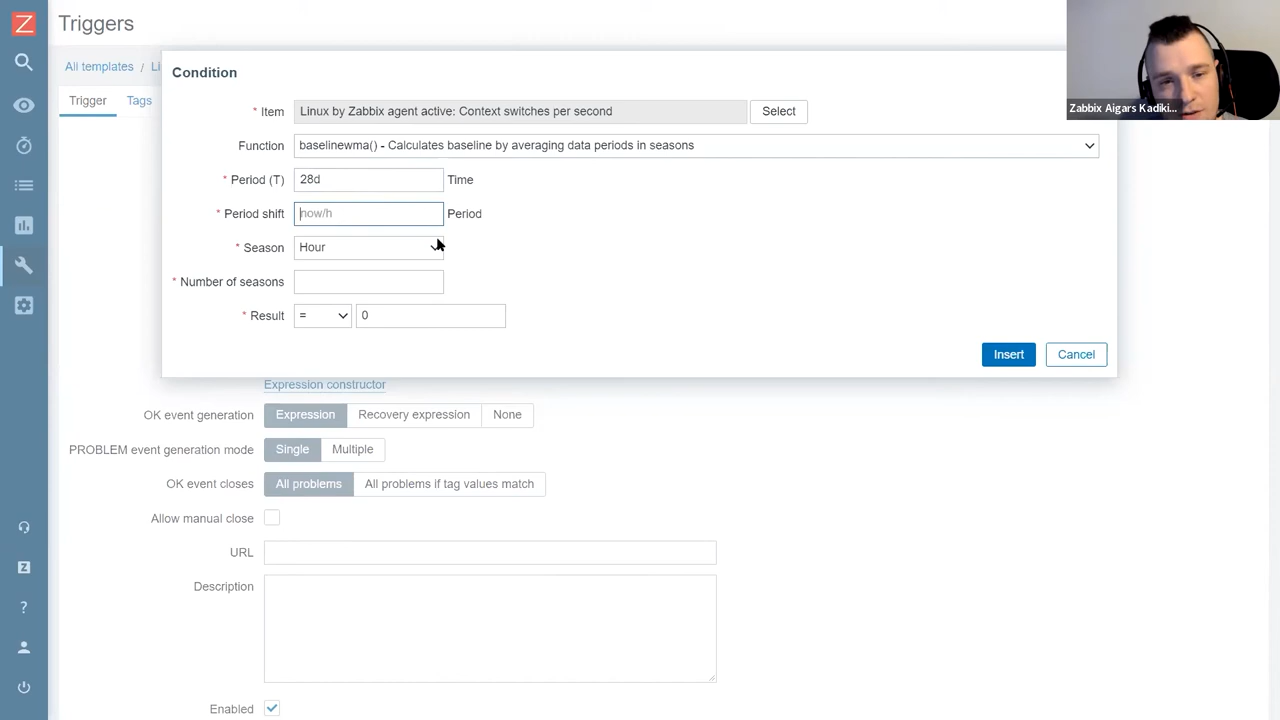 Z
Triggers
All templates / Li
Trigger Tags
Condition
* Item Linux by Zabbix agent active: Context switches per second Select
Function baselinewma() - Calculates baseline by averaging data periods in seasons
* Period (T) 28d Time
* Period shift now/h Period
* Season Hour
* Number of seasons
* Result = 0
Insert Cancel
Expression constructor
OK event generation Expression Recovery expression None
PROBLEM event generation mode Single Multiple
OK event closes All problems All problems if tag values match
Allow manual close
URL
Description
Enabled
Zabbix Aigars Kadiki...
Z
?